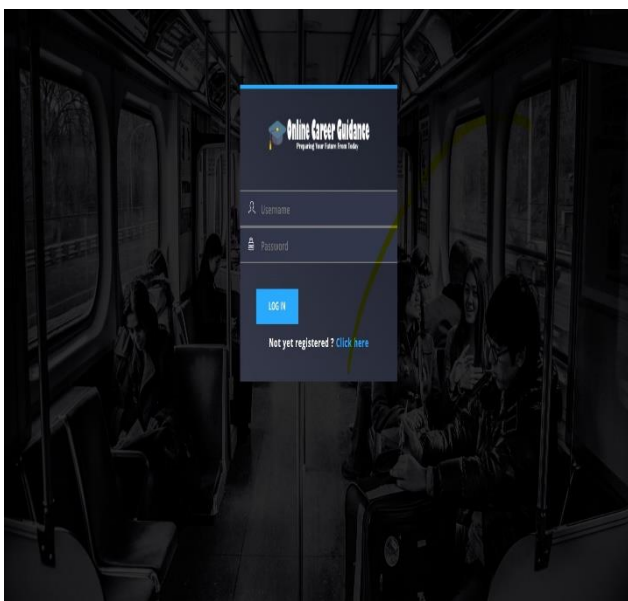 Online Career Guidance
Preparing Your Future From Today
Username
Password
LOG IN
Not yet registered ? Click here